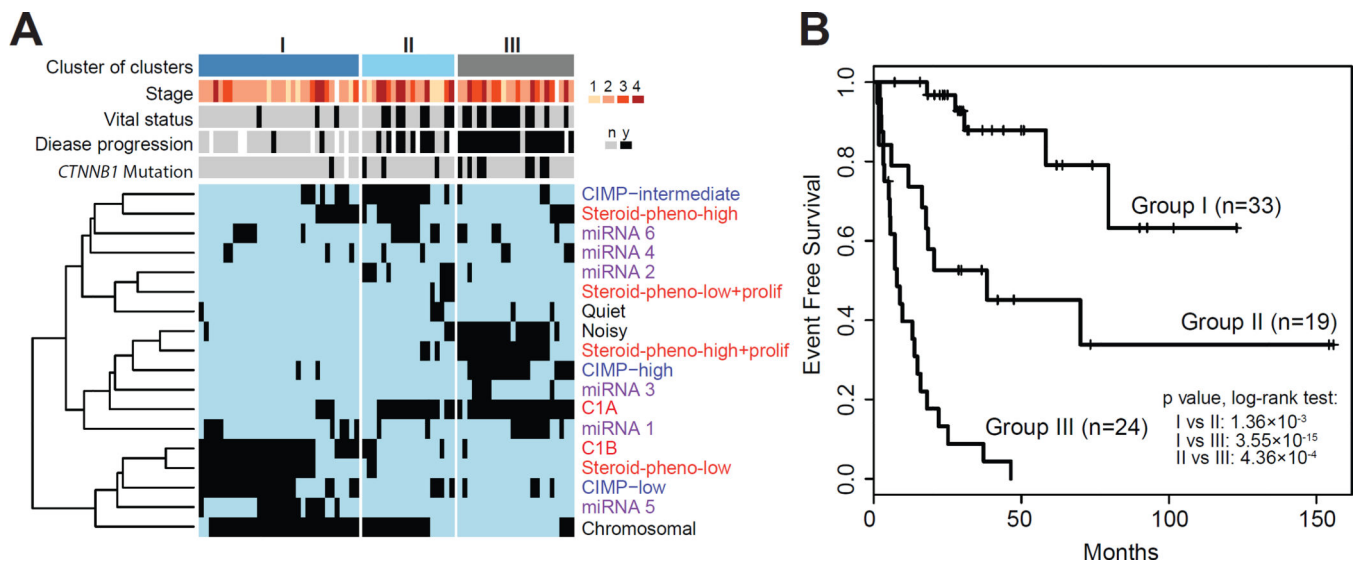 A
I II III
Cluster of clusters
Stage
1 2 3 4
Vital status
n y
Disease progression
CTNNB1 Mutation
CIMP−intermediate
Steroid-pheno-high
miRNA 6
miRNA 4
miRNA 2
Steroid-pheno-low+prolif
Quiet
Noisy
Steroid-pheno-high+prolif
CIMP−high
miRNA 3
C1A
miRNA 1
C1B
Steroid-pheno-low
CIMP−low
miRNA 5
Chromosomal
B
Event Free Survival
1.0
0.8
0.6
0.4
0.2
0.0
Group I (n=33)
Group II (n=19)
Group III (n=24)
p value, log-rank test:
I vs II: 1.36×10-3
I vs III: 3.55×10-15
II vs III: 4.36×10-4
0 50 100 150
Months